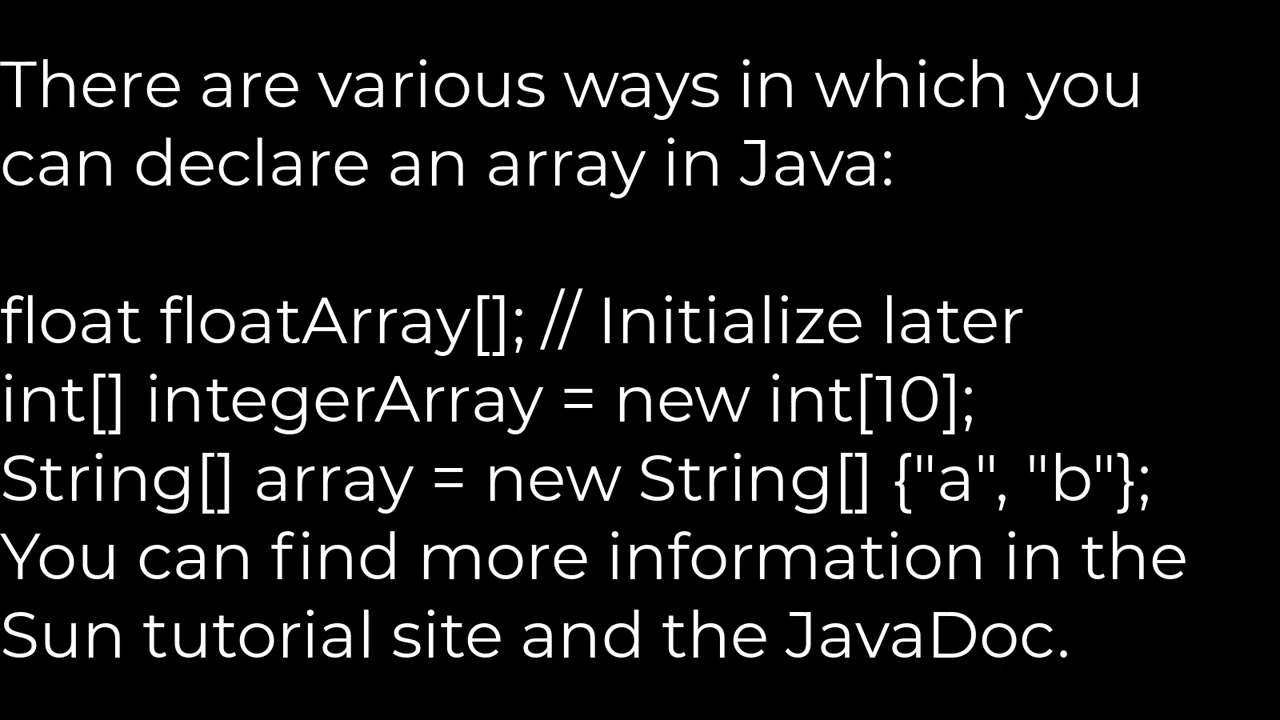 There are various ways in which you
can declare an array in Java:
float floatArray[]; // Initialize later
int[] integerArray = new int[10];
String[] array = new String[] {"a", "b"};
You can find more information in the
Sun tutorial site and the JavaDoc.